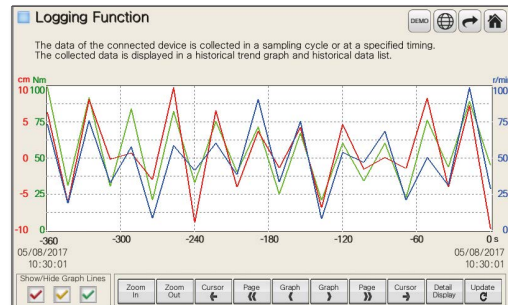 Logging Function
DEMO
The data of the connected device is collected in a sampling cycle or at a specified timing.
The collected data is displayed in a historical trend graph and historical data list.
cm Nm r/min
10 100 100
5 75 75
0 50 50
-5 25 25
-10 0 0
-360 -300 -240 -180 -120 -60 0 s
05/08/2017 05/08/2017
10:30:01 10:30:01
Show/Hide Graph Lines
Zoom In
Zoom Out
Cursor
Page
Graph
Graph
Page
Cursor
Detail Display
Update